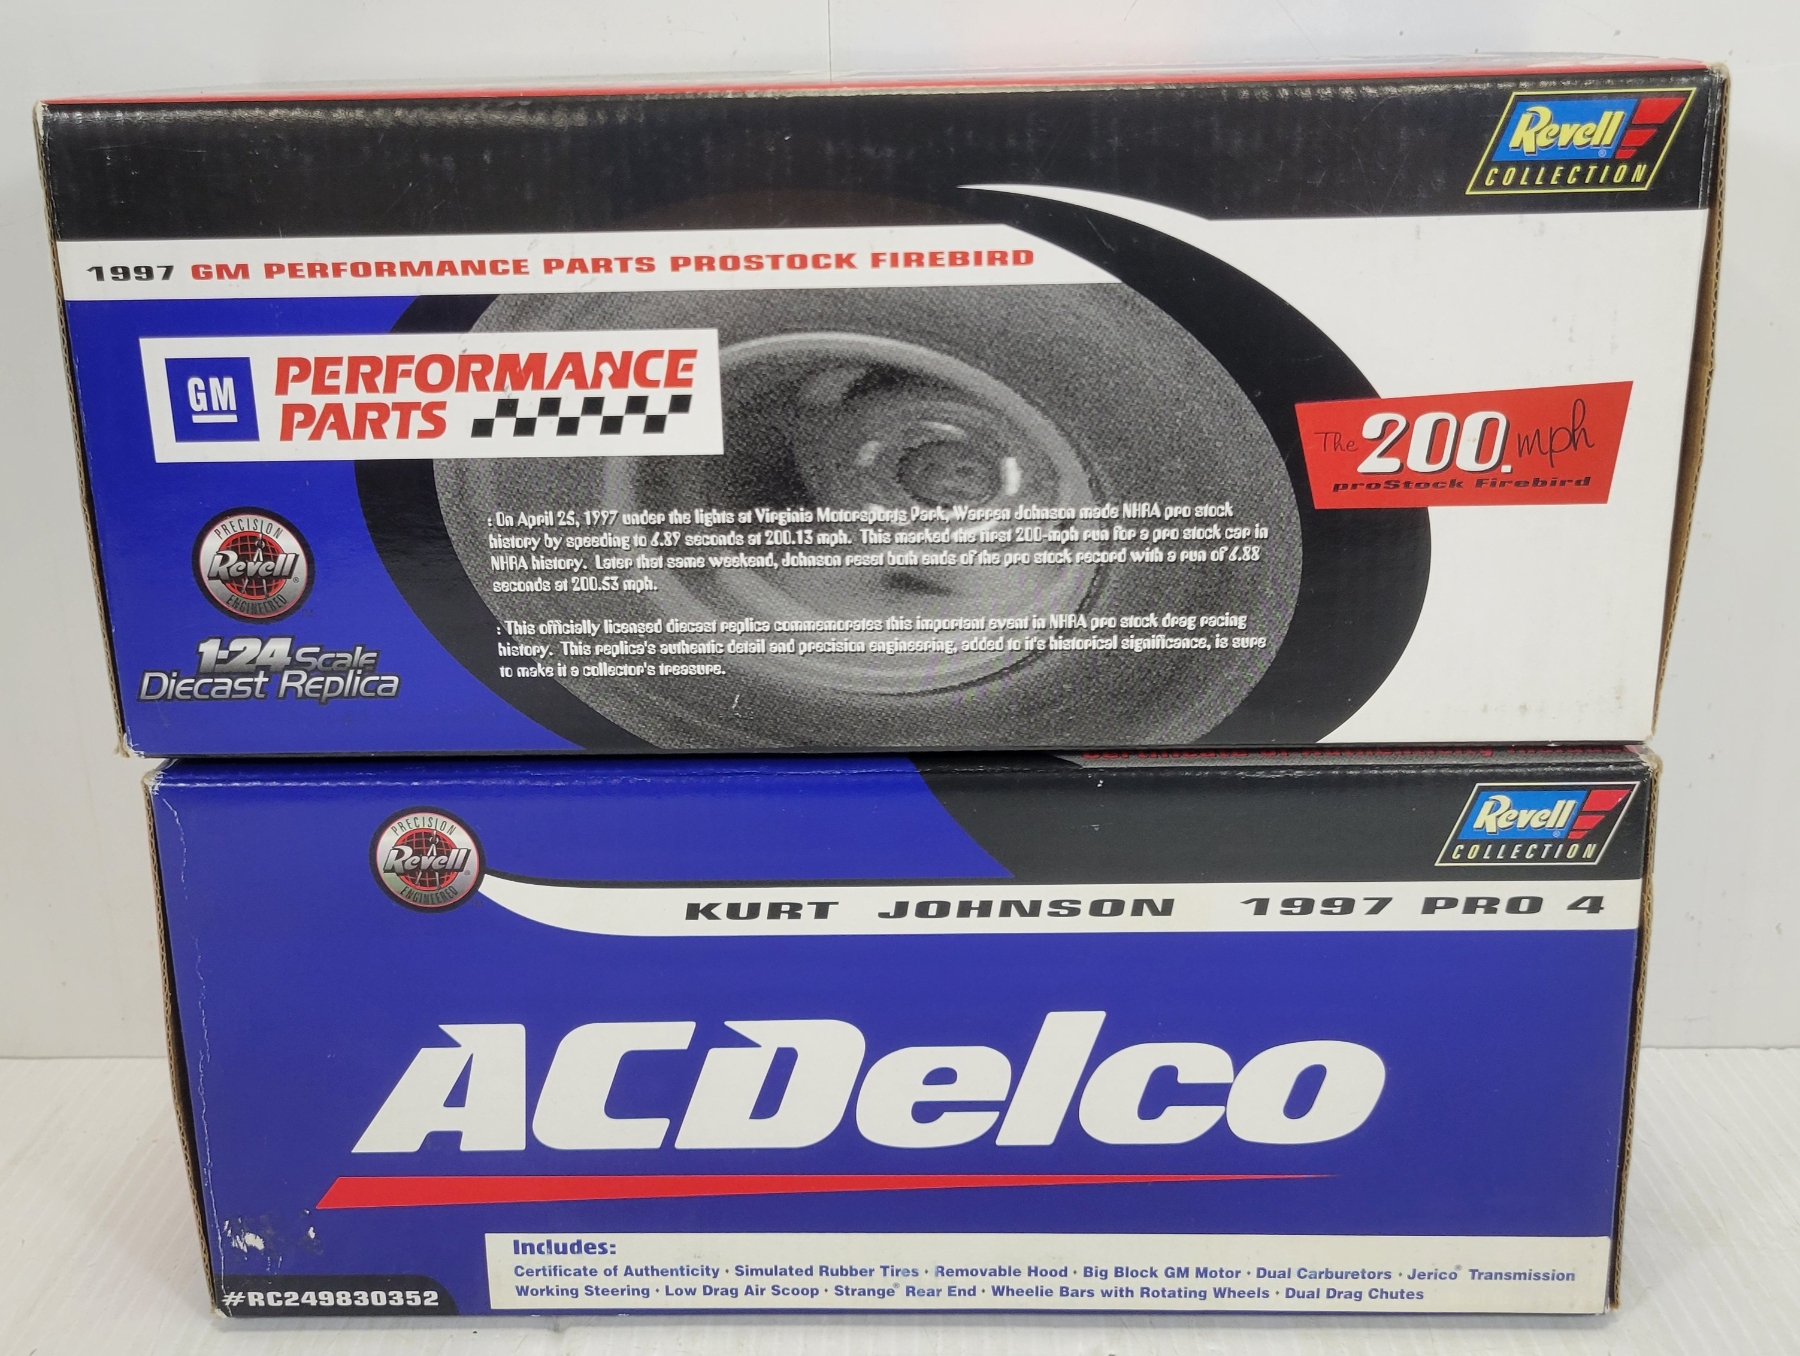 Revell
COLLECTION
1997 GM PERFORMANCE PARTS PROSTOCK FIREBIRD
GM PERFORMANCE
PARTS
The 200.mph
proStock Firebird
: On April 25, 1997 under the lights at Virginia Motorsports Park, Warren Johnson made NHRA pro stock
history by speeding to 6.89 seconds at 200.13 mph. This marked the first 200-mph run for a pro stock car in
NHRA history. Later that same weekend, Johnson reset both ends of the pro stock record with a run of 6.88
seconds at 200.53 mph.
: This officially licensed diecast replica commemorates this important event in NHRA pro stock drag racing
history. This replica's authentic detail and precision engineering, added to it's historical significance, is sure
to make it a collector's treasure.
PRECISION
Revell®
ENGINEERED
1:24 Scale
Diecast Replica
PRECISION
Revell®
ENGINEERED
Revell
COLLECTION
KURT JOHNSON 1997 PRO 4
ACDelco
Includes:
Certificate of Authenticity · Simulated Rubber Tires · Removable Hood · Big Block GM Motor · Dual Carburetors · Jerico® Transmission
Working Steering · Low Drag Air Scoop · Strange® Rear End · Wheelie Bars with Rotating Wheels · Dual Drag Chutes
#RC249830352